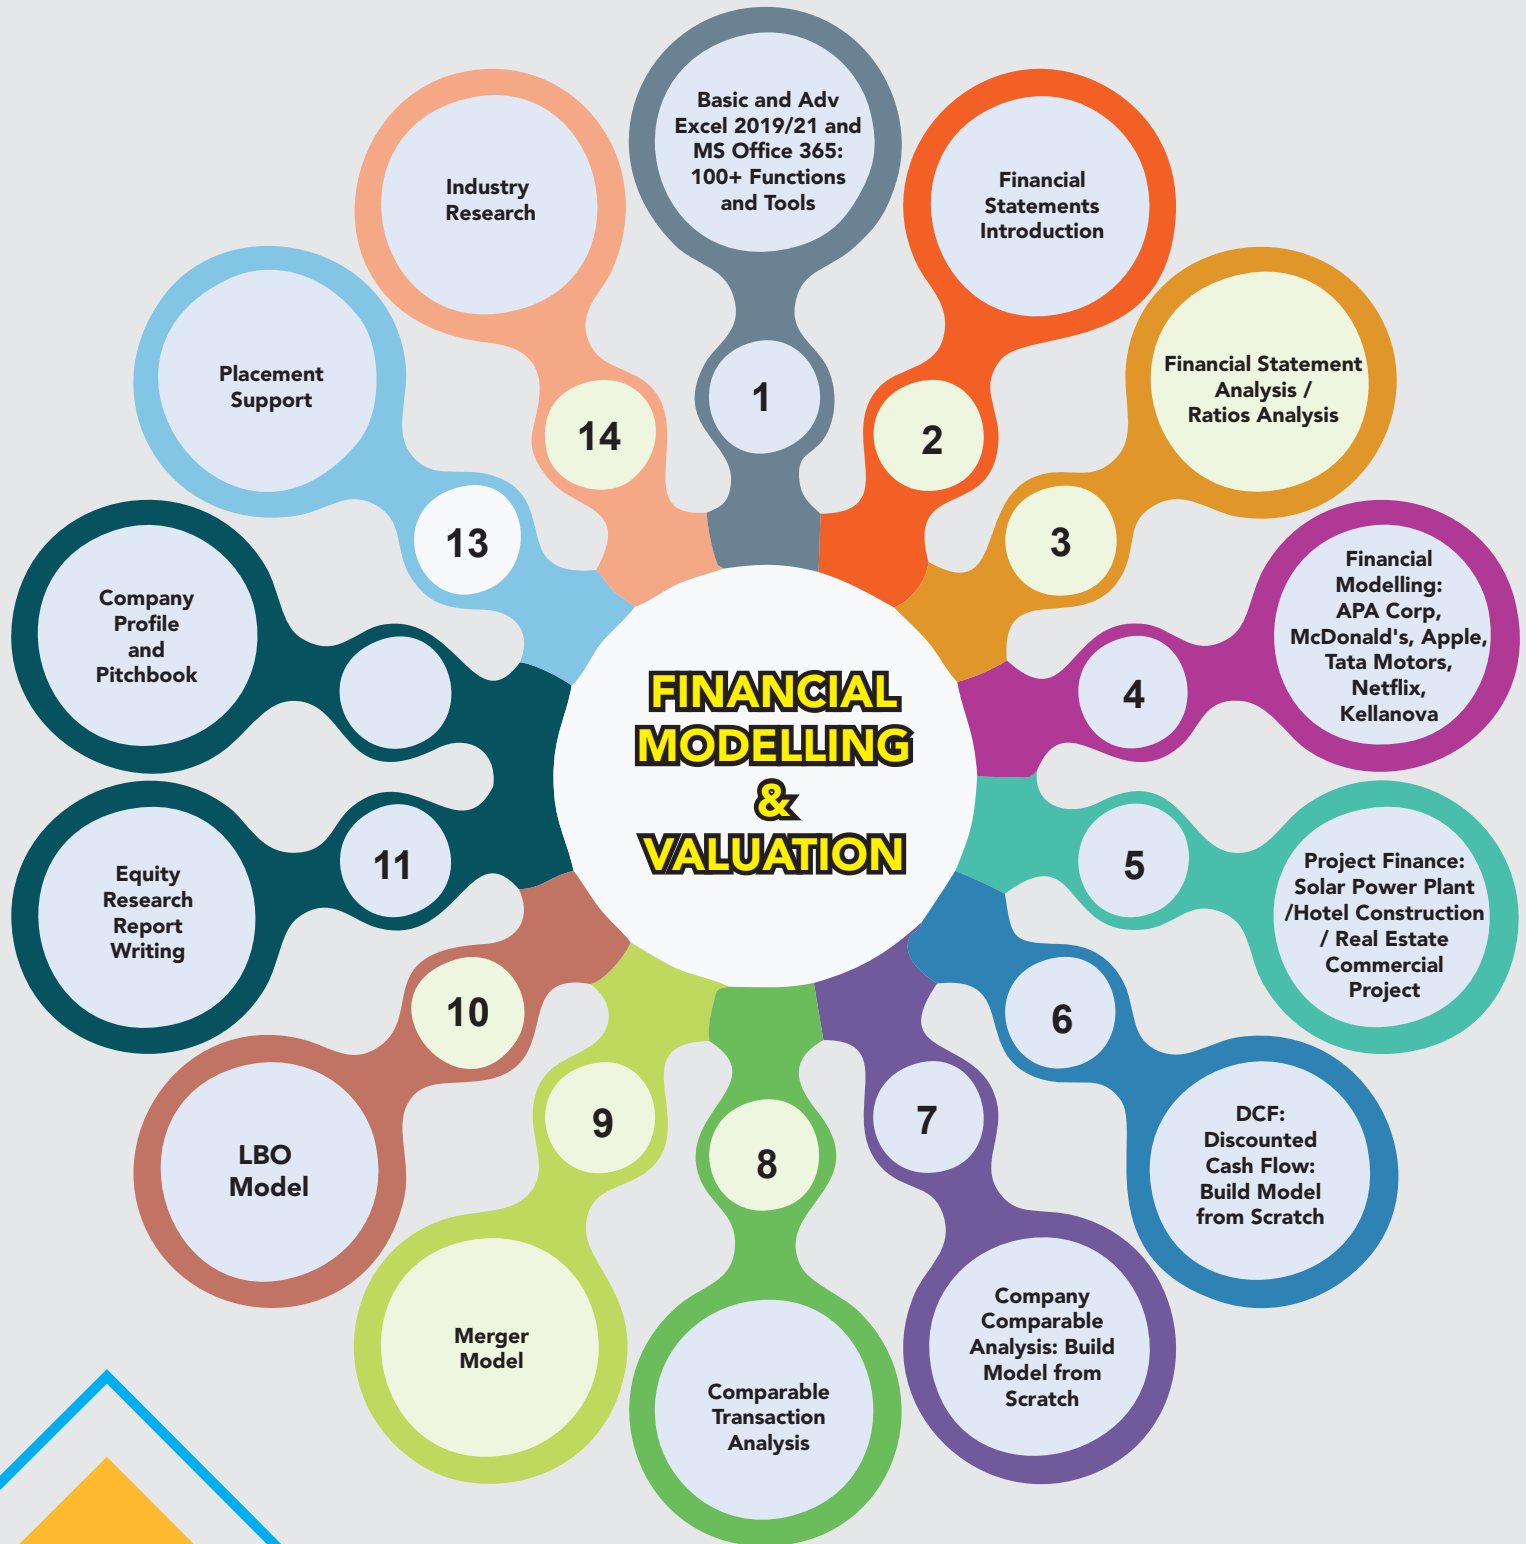 FINANCIAL
MODELLING
&
VALUATION
1
Basic and Adv
Excel 2019/21 and
MS Office 365:
100+ Functions
and Tools
2
Financial
Statements
Introduction
3
Financial Statement
Analysis /
Ratios Analysis
4
Financial
Modelling:
APA Corp,
McDonald's, Apple,
Tata Motors,
Netflix,
Kellanova
5
Project Finance:
Solar Power Plant
/Hotel Construction
/ Real Estate
Commercial
Project
6
DCF:
Discounted
Cash Flow:
Build Model
from Scratch
7
Company
Comparable
Analysis: Build
Model from
Scratch
8
Comparable
Transaction
Analysis
9
Merger
Model
10
LBO
Model
11
Equity
Research
Report
Writing
Company
Profile
and
Pitchbook
13
Placement
Support
14
Industry
Research